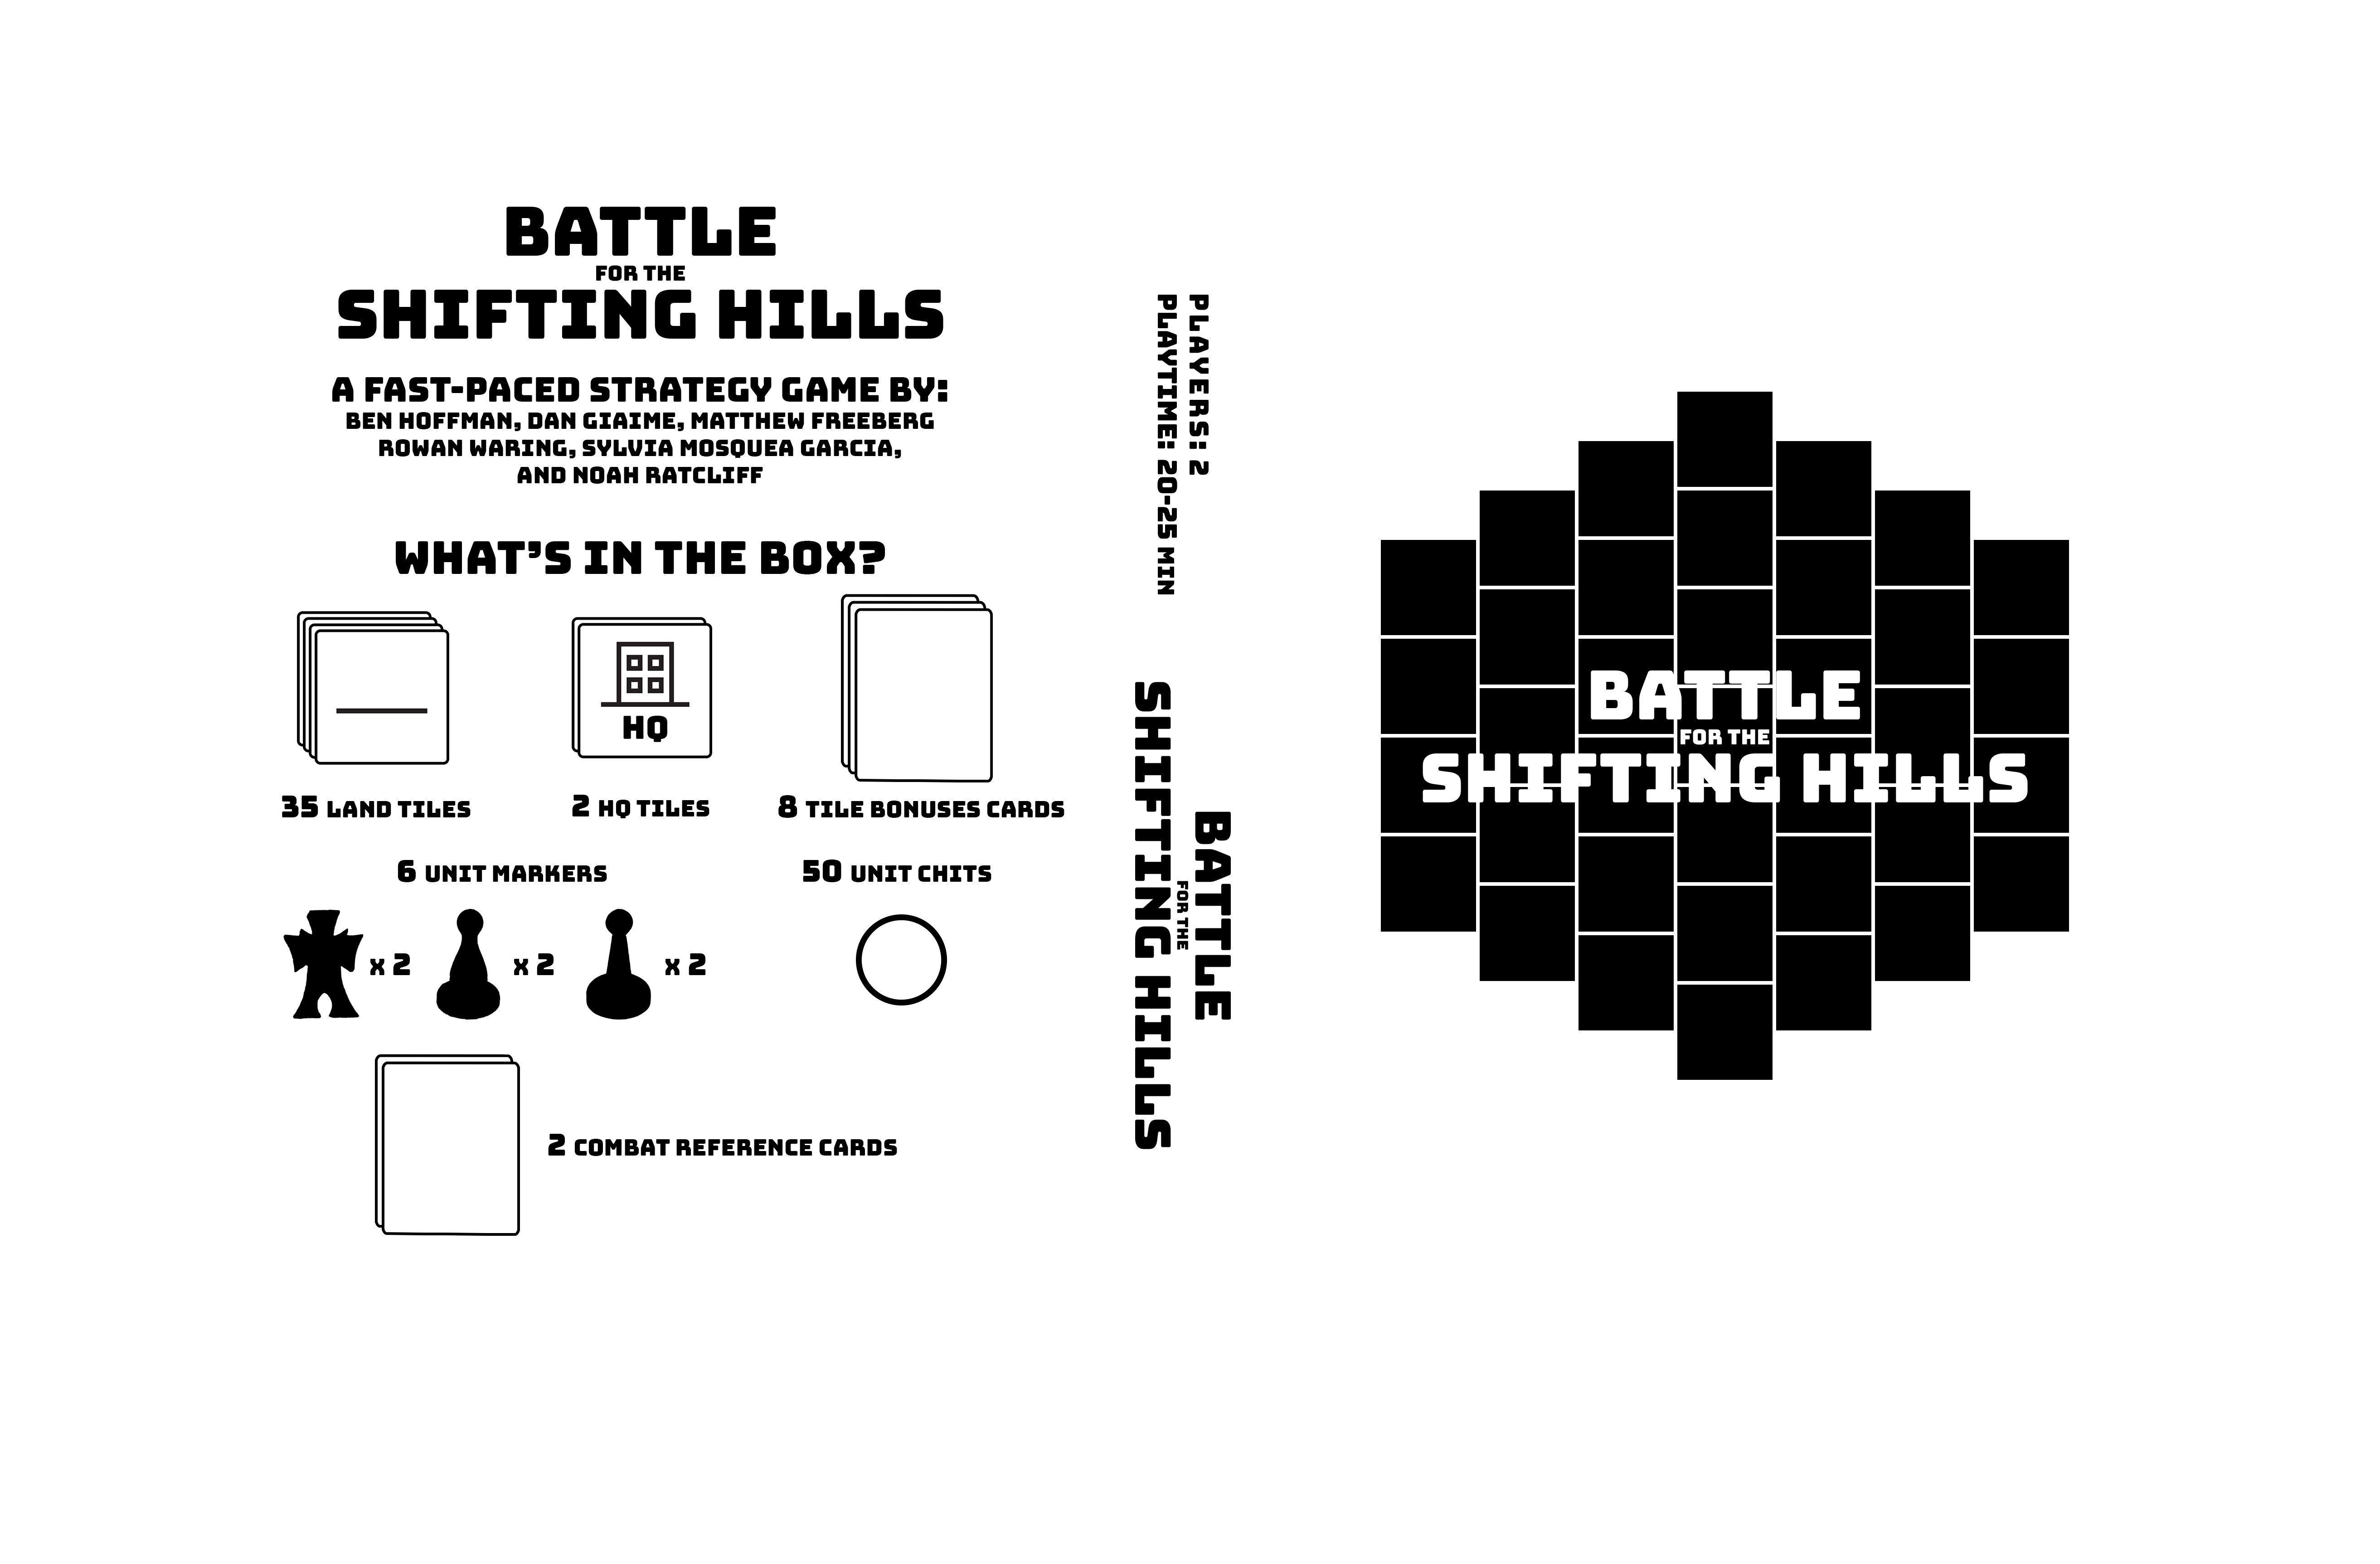 BATTLE
FOR THE
SHIFTING HILLS
A FAST-PACED STRATEGY GAME BY:
BEN HOFFMAN, DAN GIAIME, MATTHEW FREEBERG
ROWAN WARING, SYLVIA MOSQUEA GARCIA,
AND NOAH RATCLIFF
WHAT'S IN THE BOX?
HQ
35 LAND TILES
2 HQ TILES
8 TILE BONUSES CARDS
6 UNIT MARKERS
50 UNIT CHITS
x 2
x 2
x 2
2 COMBAT REFERENCE CARDS
PLAYERS: 2
PLAYTIME: 20-25 MIN
BATTLE
FOR THE
SHIFTING HILLS
BATTLE
FOR THE
SHIFTING HILLS